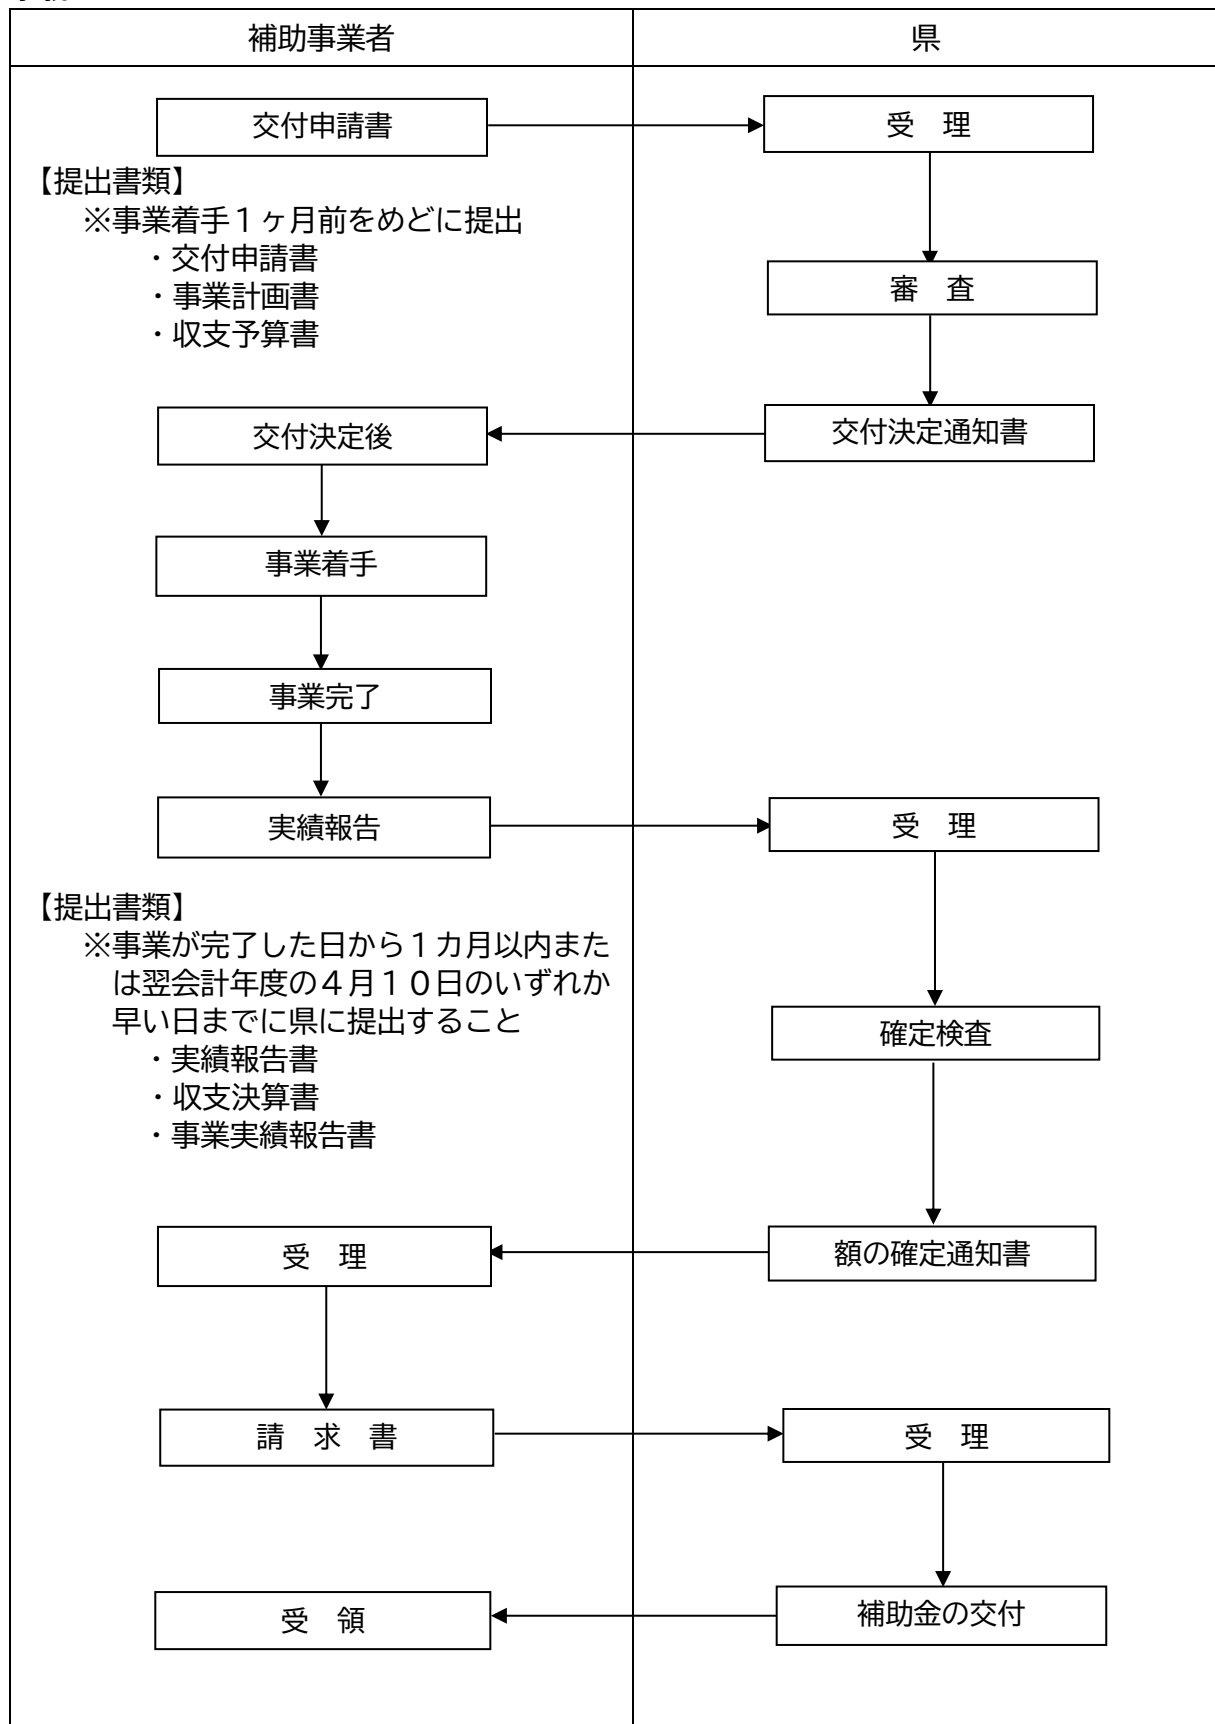 補助事業者
県
交付申請書
受　理
【提出書類】
※事業着手１ヶ月前をめどに提出
・交付申請書
・事業計画書
・収支予算書
審　査
交付決定後
交付決定通知書
事業着手
事業完了
実績報告
受　理
【提出書類】
※事業が完了した日から１カ月以内また
は翌会計年度の４月１０日のいずれか
早い日までに県に提出すること
・実績報告書
・収支決算書
・事業実績報告書
確定検査
受　理
額の確定通知書
請　求　書
受　理
受　領
補助金の交付